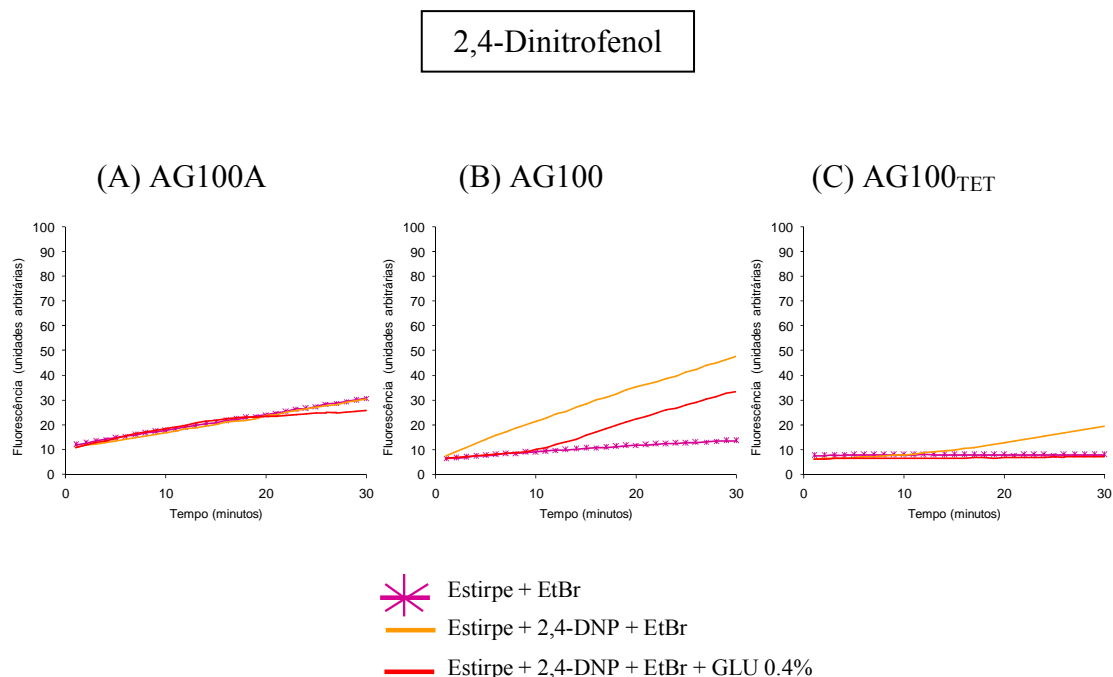 2,4-Dinitrofenol
(A) AG100A
(B) AG100
(C) AG100TET
Fluorescência (unidades arbitrárias)
100
90
80
70
60
50
40
30
20
10
0
0 10 20 30
Tempo (minutos)
Fluorescência (unidades arbitrárias)
100
90
80
70
60
50
40
30
20
10
0
0 10 20 30
Tempo (minutos)
Fluorescência (unidades arbitrárias)
100
90
80
70
60
50
40
30
20
10
0
0 10 20 30
Tempo (minutos)
Estirpe + EtBr
Estirpe + 2,4-DNP + EtBr
Estirpe + 2,4-DNP + EtBr + GLU 0.4%